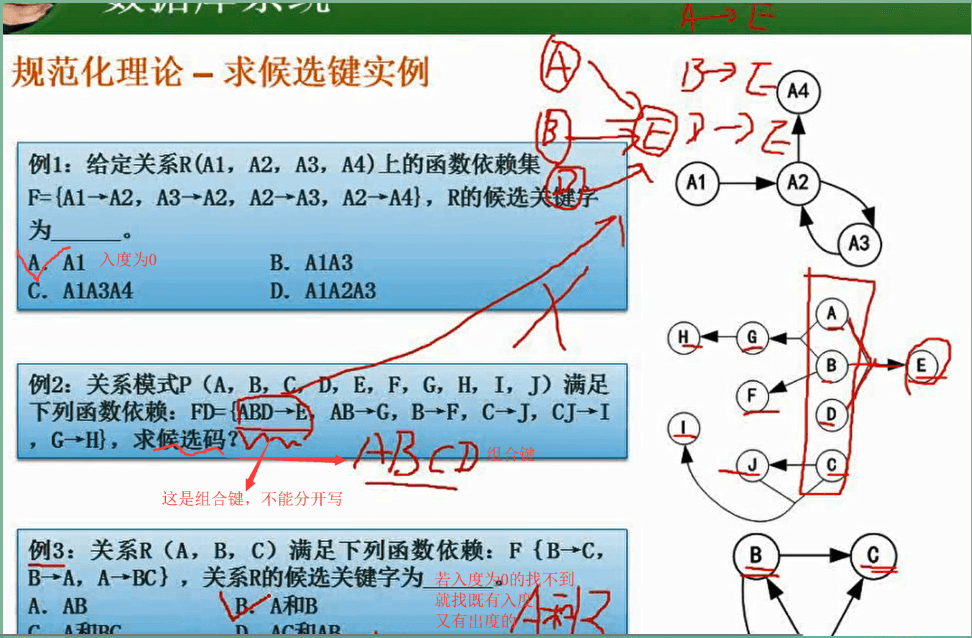 数据库系统
规范化理论 – 求候选键实例
A→E
B→E
D→E
A
B
D
E
例1：给定关系R(A1, A2, A3, A4)上的函数依赖集
F={A1→A2, A3→A2, A2→A3, A2→A4}, R的候选关键字
为______。
A. A1 入度为0
B. A1A3
C. A1A3A4
D. A1A2A3
A4
A1
A2
A3
例2：关系模式P（A, B, C, D, E, F, G, H, I, J）满足
下列函数依赖：FD={ABD→E, AB→G, B→F, C→J, CJ→I
, G→H}, 求候选码?
ABCD 组合键
这是组合键，不能分开写
A
H
G
B
E
F
D
I
J
C
例3：关系R（A, B, C）满足下列函数依赖：F｛B→C,
B→A, A→BC｝, 关系R的候选关键字为______。
A. AB
B. A和B
C. A和BC
D. AC和AB
若入度为0的找不到
就找既有入度
又有出度的
A和B
B
C